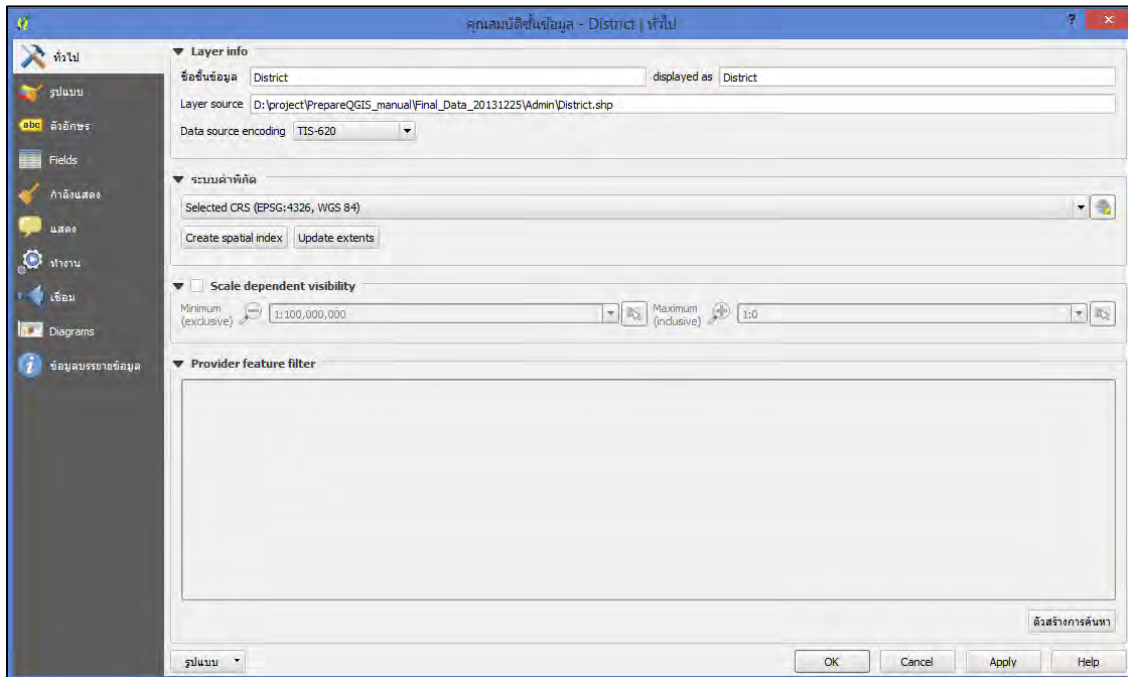 คุณสมบัติชั้นข้อมูล - District | ทั่วไป
?
ทั่วไป
รูปแบบ
abc ตัวอักษร
Fields
กำลังแสดง
แสดง
ทำงาน
เชื่อม
Diagrams
ข้อมูลบรรยายข้อมูล
Layer info
ชื่อชั้นข้อมูล District displayed as District
Layer source D:\project\PrepareQGIS_manual\Final_Data_20131225\Admin\District.shp
Data source encoding TIS-620
ระบบค่าพิกัด
Selected CRS (EPSG:4326, WGS 84)
Create spatial index Update extents
Scale dependent visibility
Minimum (exclusive) 1:100,000,000 Maximum (inclusive) 1:0
Provider feature filter
ตัวสร้างการค้นหา
รูปแบบ OK Cancel Apply Help